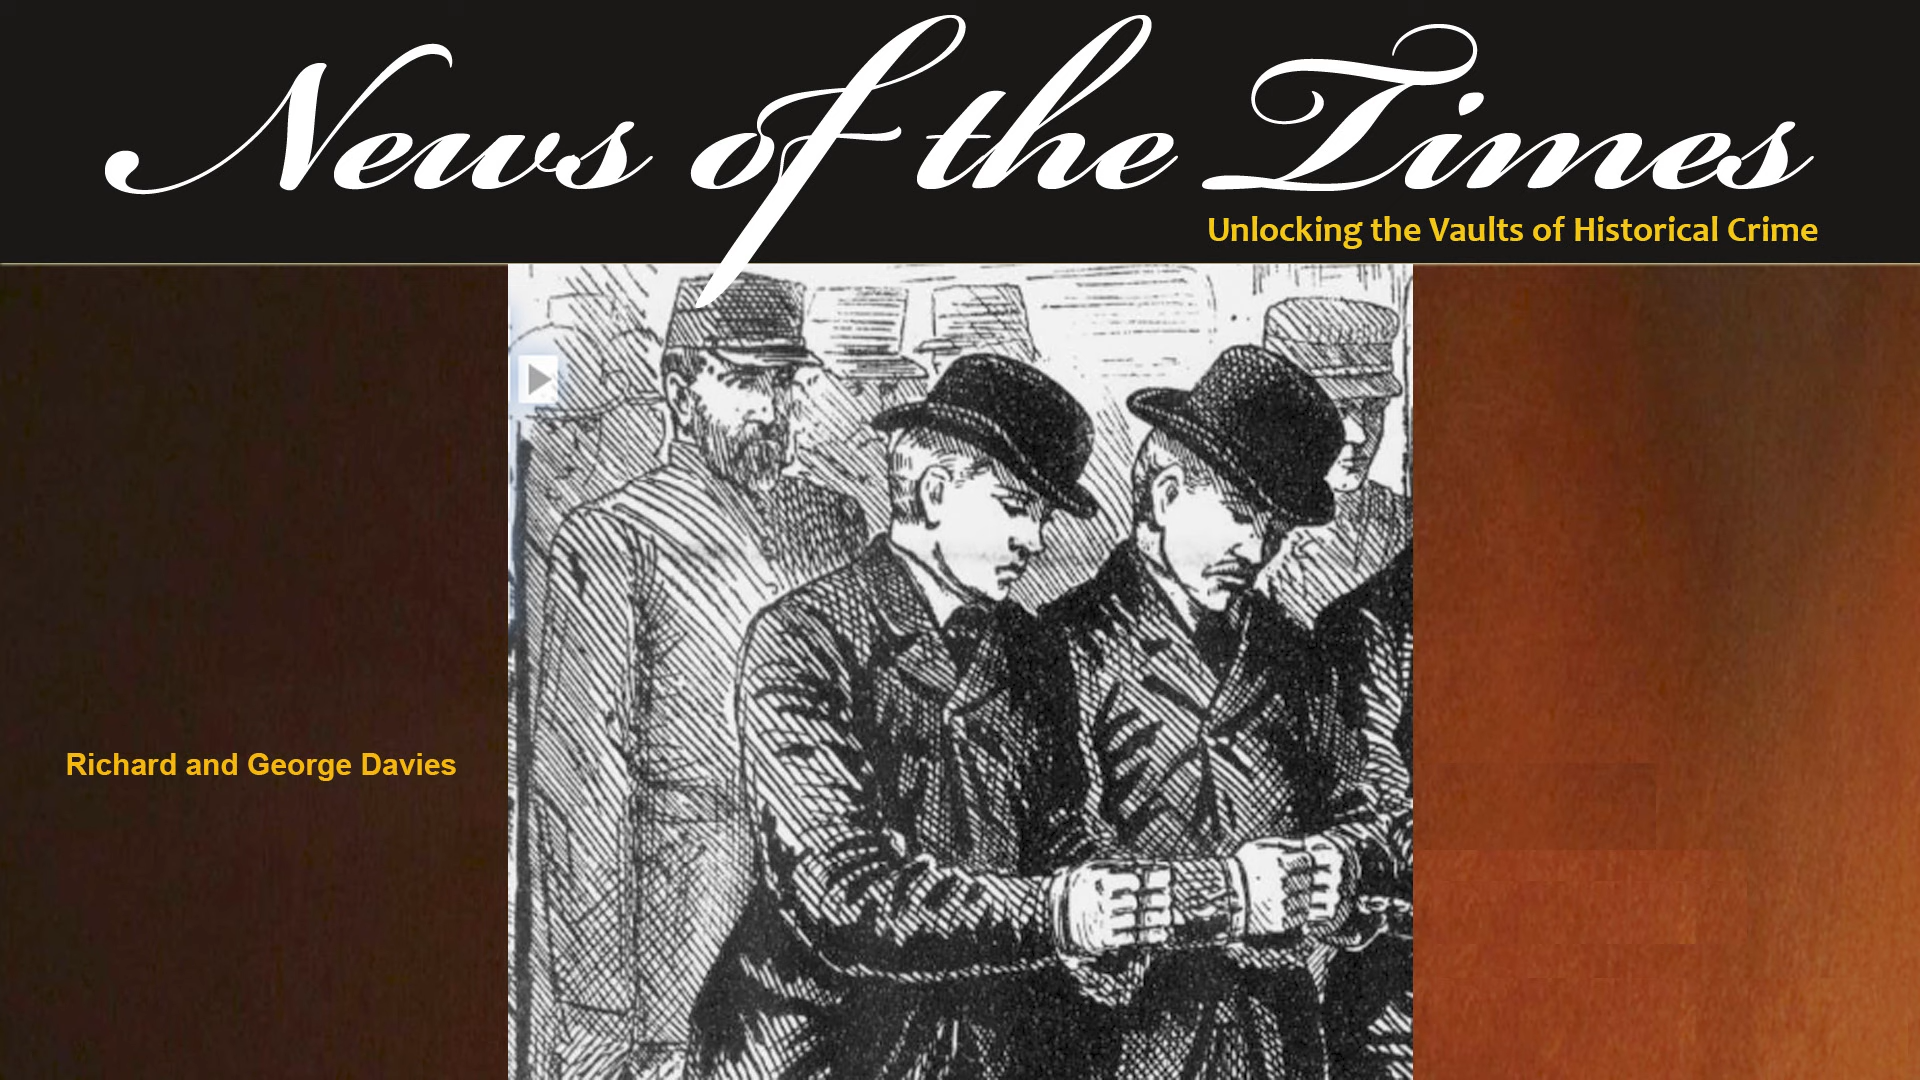 News of the Times
Unlocking the Vaults of Historical Crime
Richard and George Davies